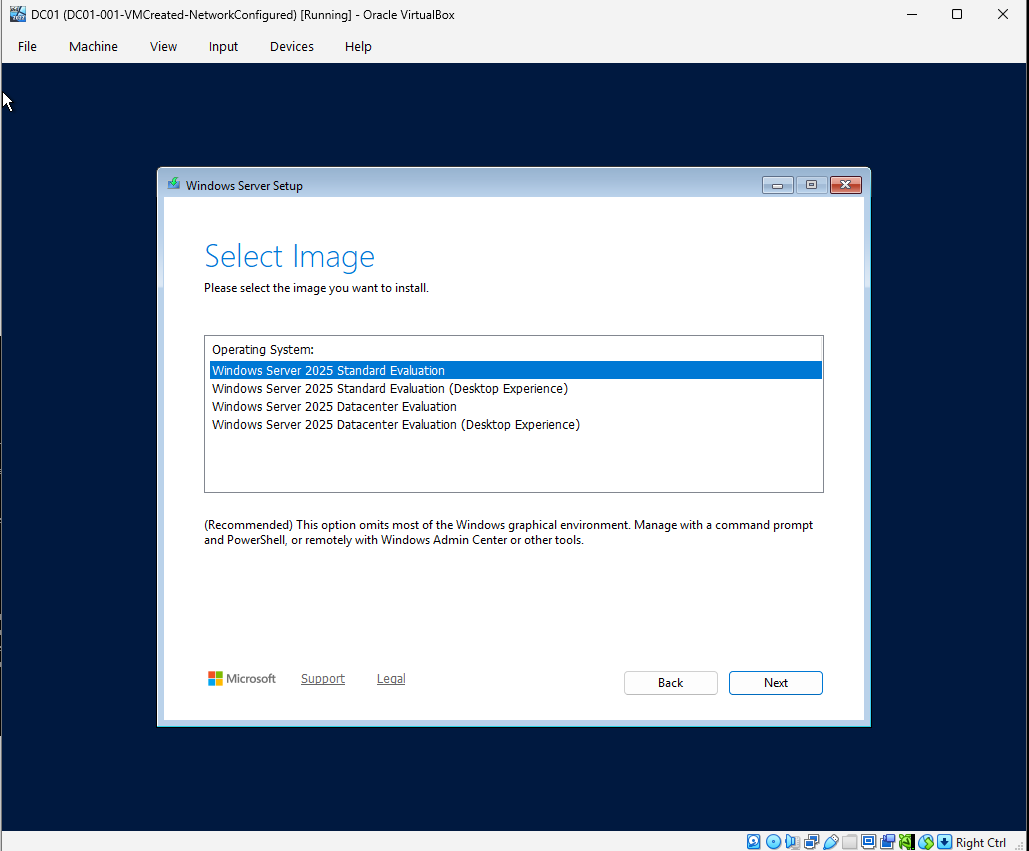 DC01 (DC01-001-VMCreated-NetworkConfigured) [Running] - Oracle VirtualBox
File Machine View Input Devices Help
Windows Server Setup
Select Image
Please select the image you want to install.
Operating System:
Windows Server 2025 Standard Evaluation
Windows Server 2025 Standard Evaluation (Desktop Experience)
Windows Server 2025 Datacenter Evaluation
Windows Server 2025 Datacenter Evaluation (Desktop Experience)
(Recommended) This option omits most of the Windows graphical environment. Manage with a command prompt
and PowerShell, or remotely with Windows Admin Center or other tools.
Microsoft Support Legal Back Next
Right Ctrl